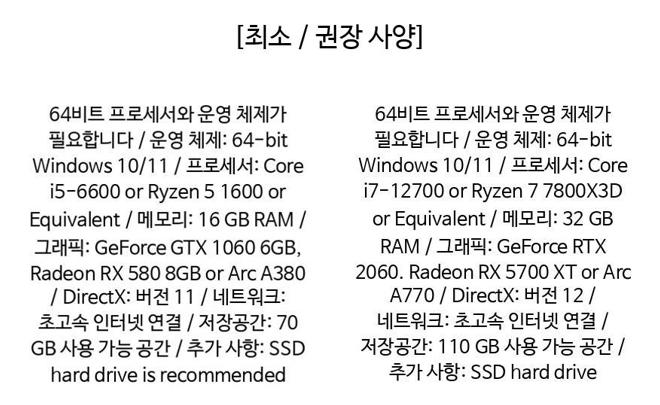 [최소 / 권장 사양]
64비트 프로세서와 운영 체제가
필요합니다 / 운영 체제: 64-bit
Windows 10/11 / 프로세서: Core
i5-6600 or Ryzen 5 1600 or
Equivalent / 메모리: 16 GB RAM /
그래픽: GeForce GTX 1060 6GB,
Radeon RX 580 8GB or Arc A380
/ DirectX: 버전 11 / 네트워크:
초고속 인터넷 연결 / 저장공간: 70
GB 사용 가능 공간 / 추가 사항: SSD
hard drive is recommended
64비트 프로세서와 운영 체제가
필요합니다 / 운영 체제: 64-bit
Windows 10/11 / 프로세서: Core
i7-12700 or Ryzen 7 7800X3D
or Equivalent / 메모리: 32 GB
RAM / 그래픽: GeForce RTX
2060. Radeon RX 5700 XT or Arc
A770 / DirectX: 버전 12 /
네트워크: 초고속 인터넷 연결 /
저장공간: 110 GB 사용 가능 공간 /
추가 사항: SSD hard drive